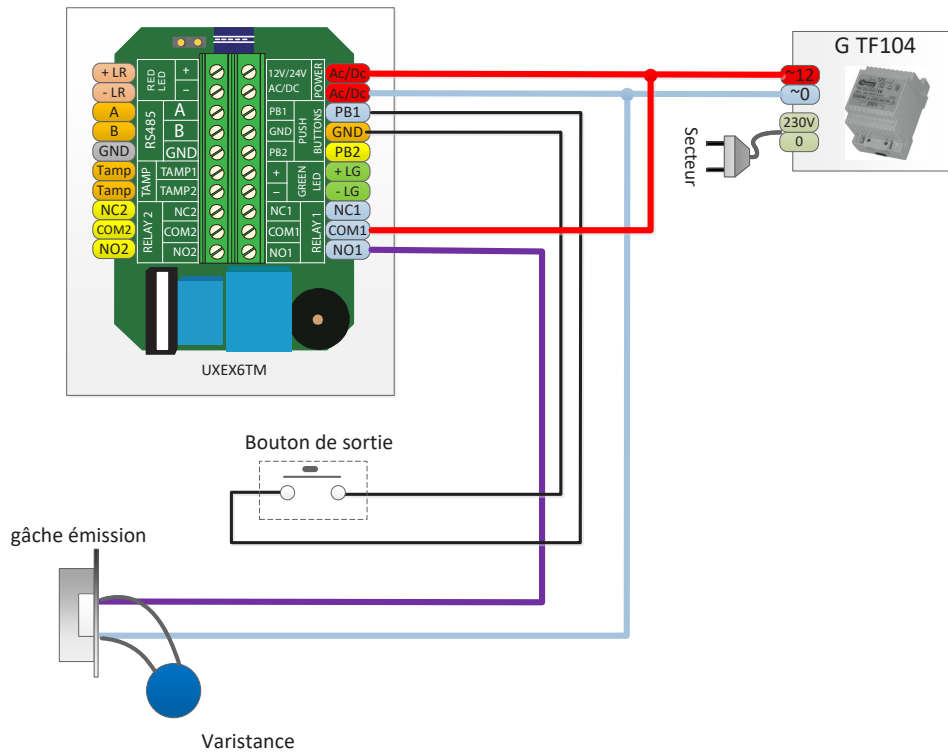 G TF104
~12
~0
230V
0
Secteur
+ LR
- LR
A
B
GND
Tamp
Tamp
NC2
COM2
NO2
RED
LED
+
−
RS485
A
B
GND
TAMP
TAMP1
TAMP2
RELAY 2
NC2
COM2
NO2
12V/24V
AC/DC
POWER
PB1
GND
PB2
PUSH
BUTTONS
+
−
GREEN
LED
NC1
COM1
NO1
RELAY 1
Ac/Dc
Ac/Dc
PB1
GND
PB2
+ LG
- LG
NC1
COM1
NO1
UXEX6TM
Bouton de sortie
gâche émission
Varistance